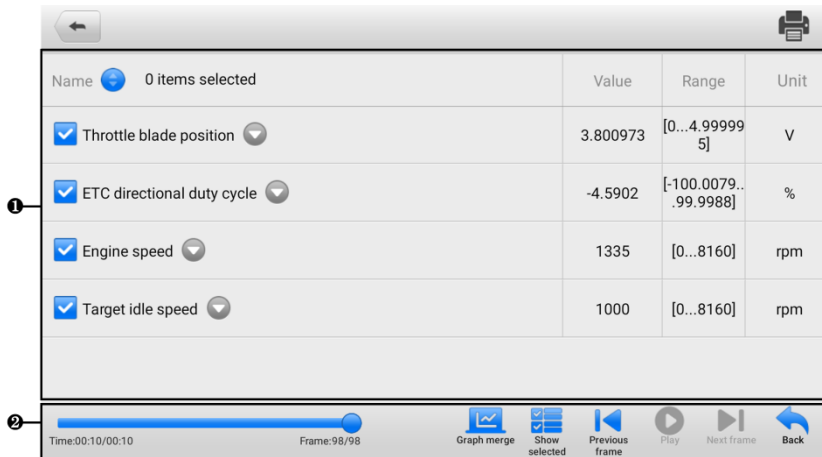 Name 0 items selected Value Range Unit
Throttle blade position 3.800973 [0...4.99999
5] V
ETC directional duty cycle -4.5902 [-100.0079..
.99.9988] %
❶
Engine speed 1335 [0...8160] rpm
Target idle speed 1000 [0...8160] rpm
❷
Time:00:10/00:10 Frame:98/98 Graph merge Show
selected Previous
frame Play Next frame Back